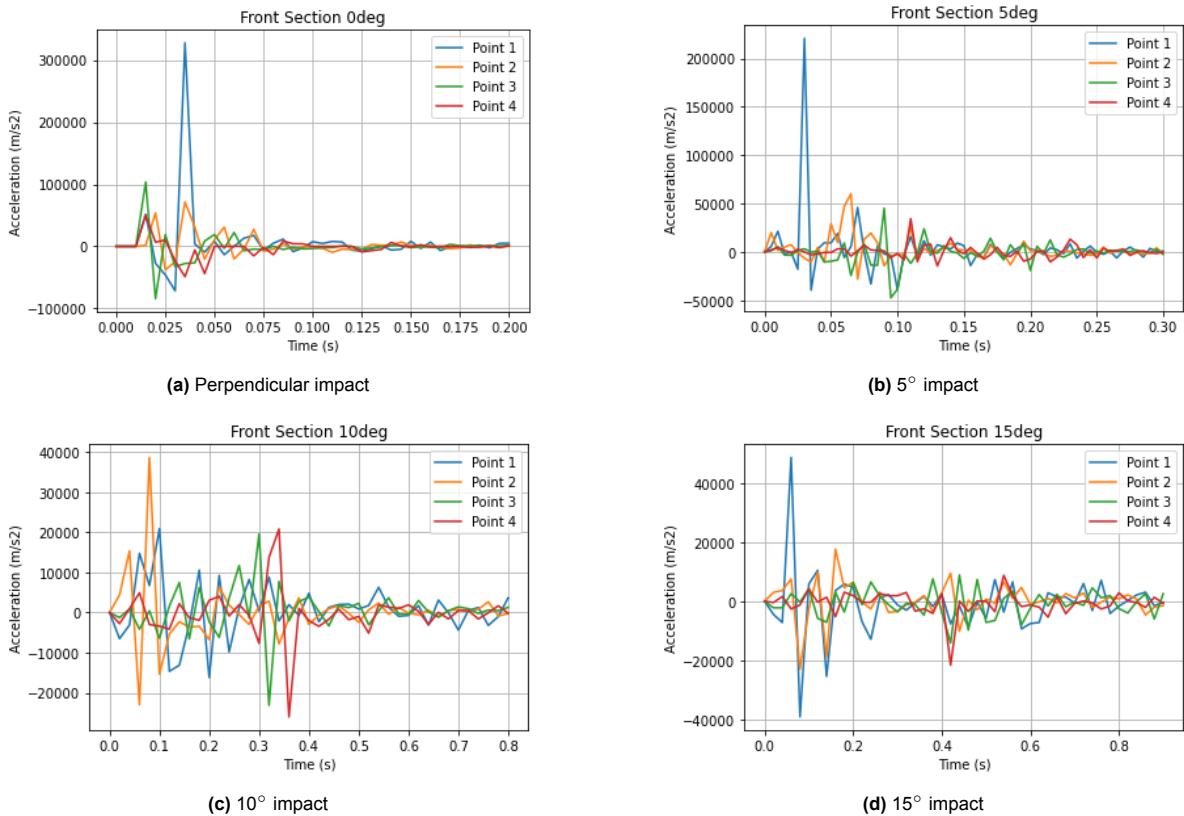 Front Section 0deg
Acceleration (m/s2)
300000
200000
100000
0
−100000
0.000 0.025 0.050 0.075 0.100 0.125 0.150 0.175 0.200
Time (s)
Point 1
Point 2
Point 3
Point 4
(a) Perpendicular impact
Front Section 5deg
Acceleration (m/s2)
200000
150000
100000
50000
0
−50000
0.00 0.05 0.10 0.15 0.20 0.25 0.30
Time (s)
Point 1
Point 2
Point 3
Point 4
(b) 5° impact
Front Section 10deg
Acceleration (m/s2)
40000
30000
20000
10000
0
−10000
−20000
0.0 0.1 0.2 0.3 0.4 0.5 0.6 0.7 0.8
Time (s)
Point 1
Point 2
Point 3
Point 4
(c) 10° impact
Front Section 15deg
Acceleration (m/s2)
40000
20000
0
−20000
−40000
0.0 0.2 0.4 0.6 0.8
Time (s)
Point 1
Point 2
Point 3
Point 4
(d) 15° impact